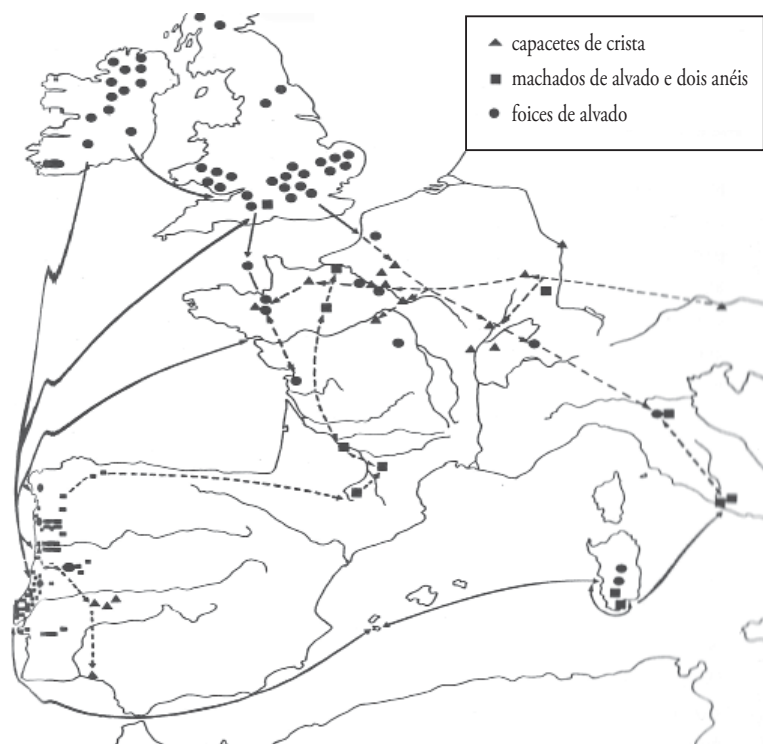 capacetes de crista
machados de alvado e dois anéis
foices de alvado